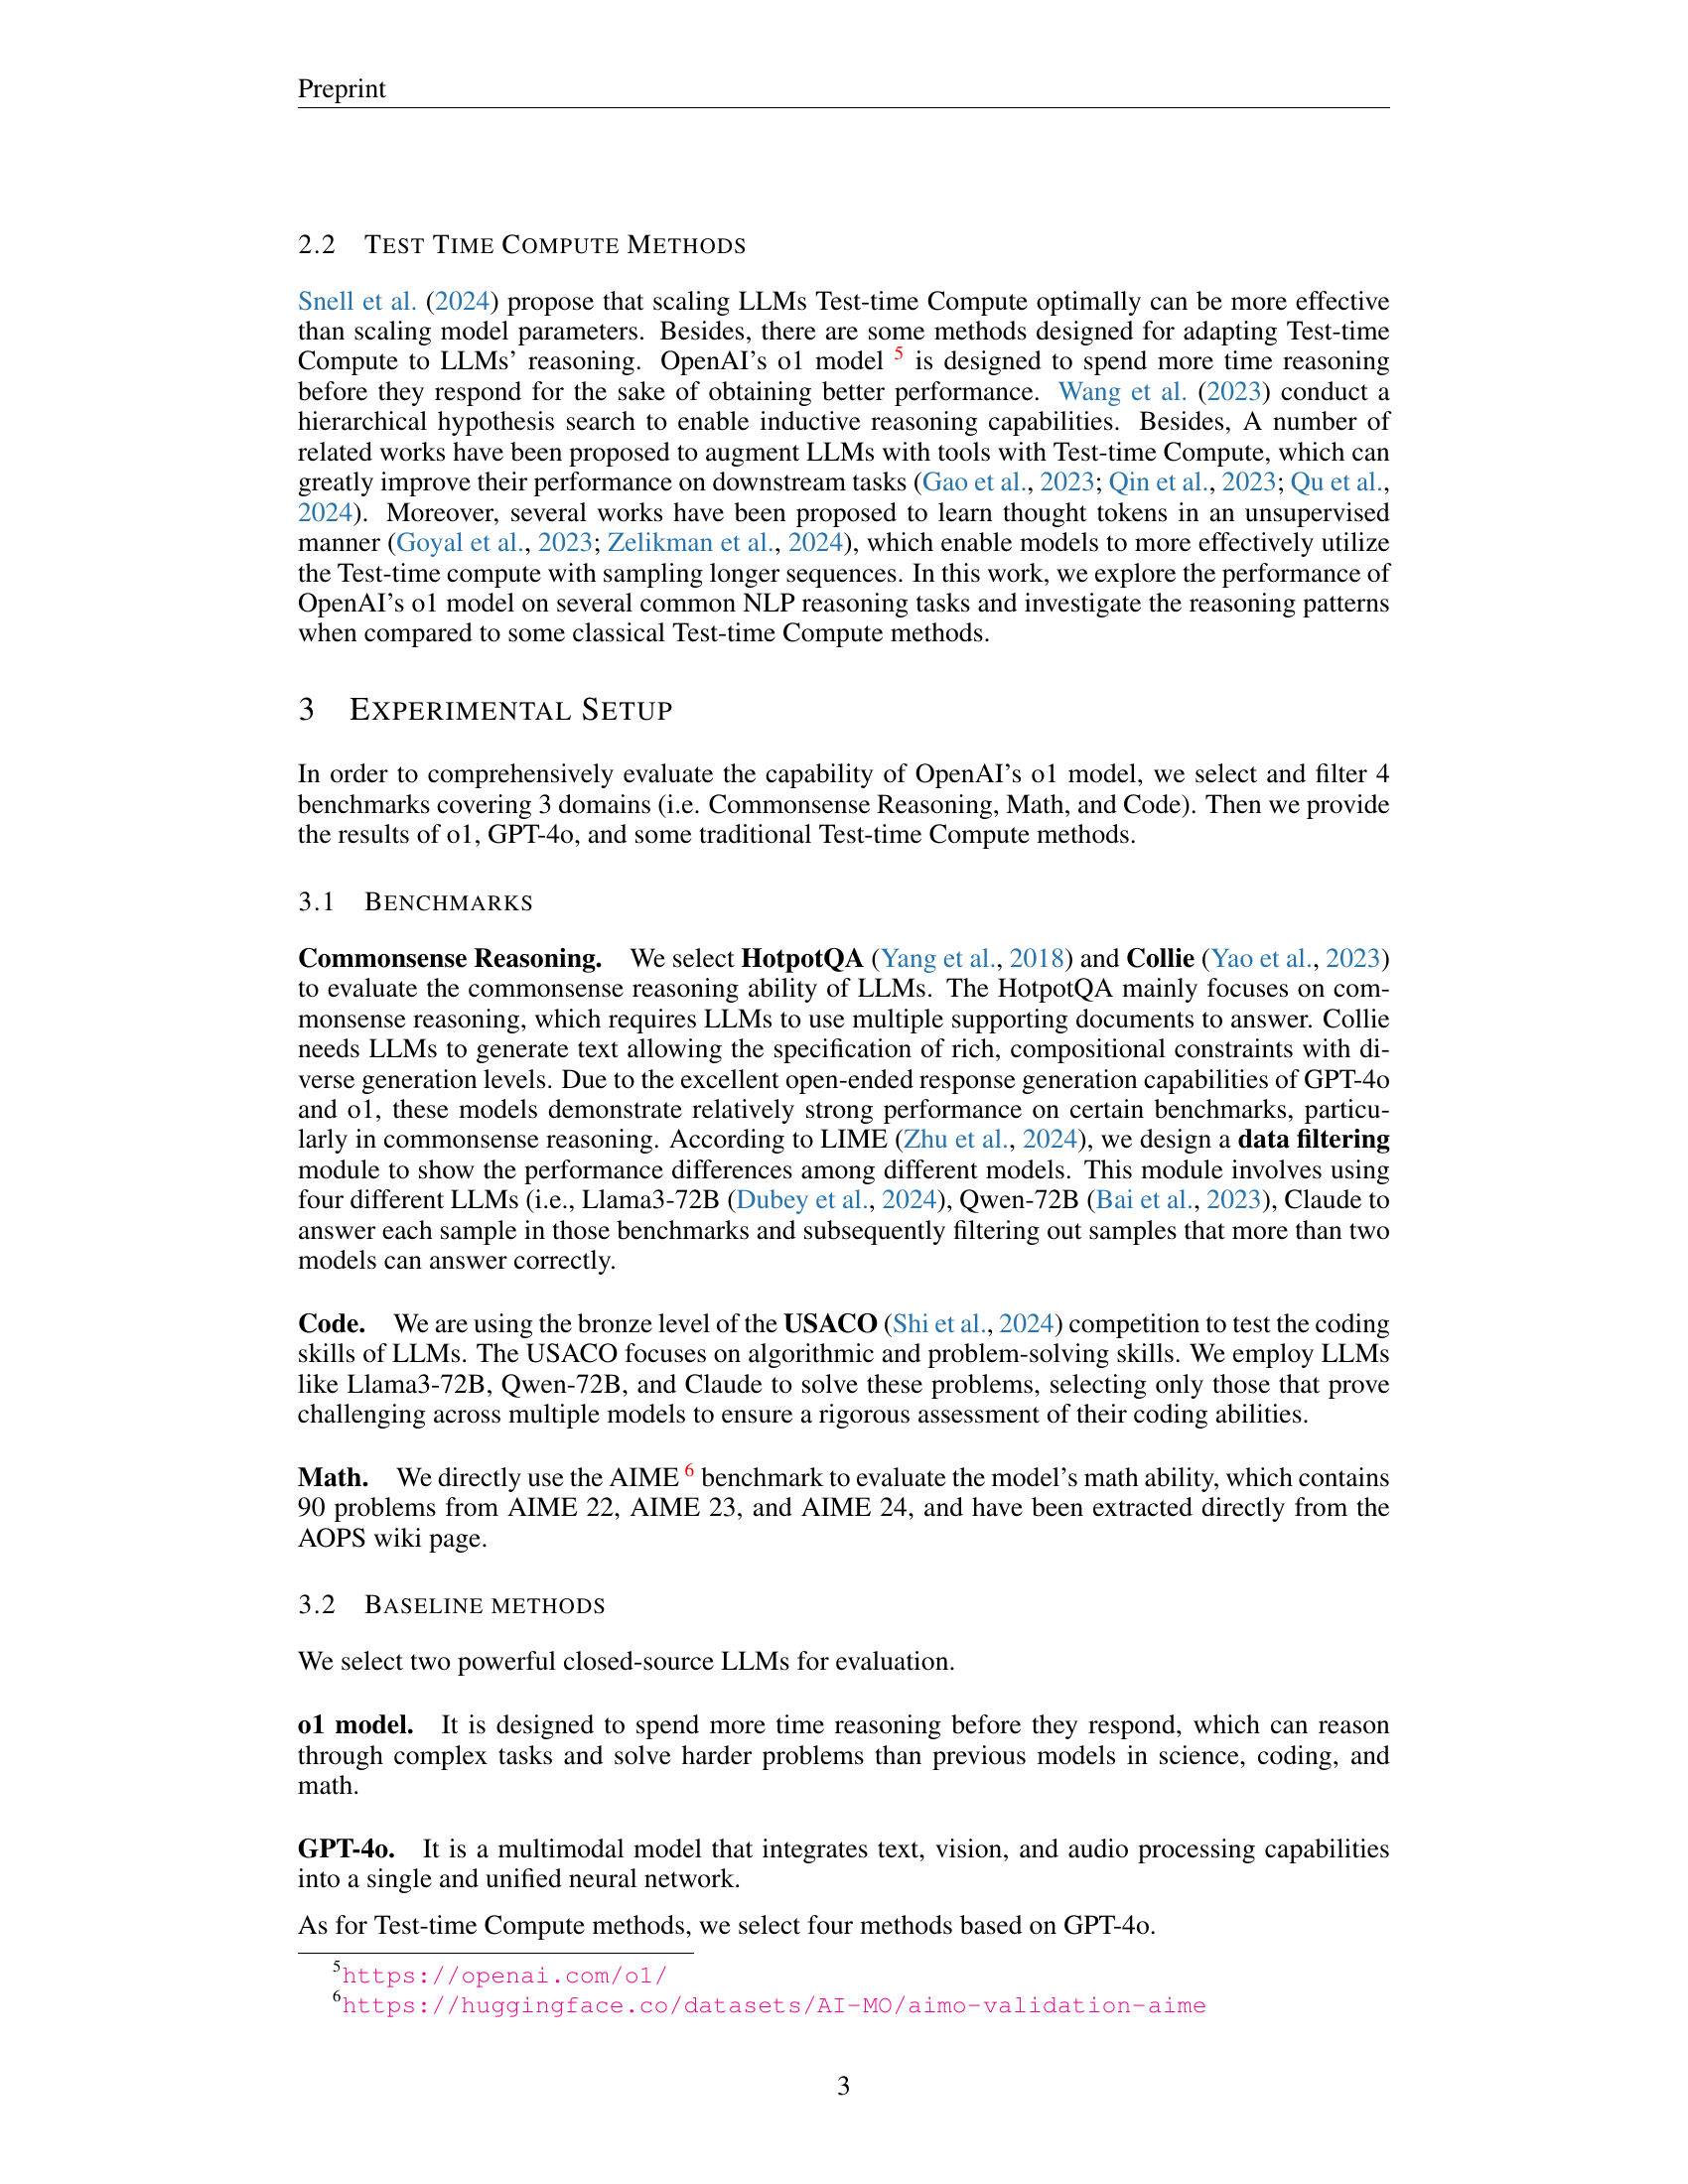 Preprint
2.2 TEST TIME COMPUTE METHODS
Snell et al. (2024) propose that scaling LLMs Test-time Compute optimally can be more effective
than scaling model parameters. Besides, there are some methods designed for adapting Test-time
Compute to LLMs’ reasoning. OpenAI’s o1 model 5 is designed to spend more time reasoning
before they respond for the sake of obtaining better performance. Wang et al. (2023) conduct a
hierarchical hypothesis search to enable inductive reasoning capabilities. Besides, A number of
related works have been proposed to augment LLMs with tools with Test-time Compute, which can
greatly improve their performance on downstream tasks (Gao et al., 2023; Qin et al., 2023; Qu et al.,
2024). Moreover, several works have been proposed to learn thought tokens in an unsupervised
manner (Goyal et al., 2023; Zelikman et al., 2024), which enable models to more effectively utilize
the Test-time compute with sampling longer sequences. In this work, we explore the performance of
OpenAI’s o1 model on several common NLP reasoning tasks and investigate the reasoning patterns
when compared to some classical Test-time Compute methods.
3 EXPERIMENTAL SETUP
In order to comprehensively evaluate the capability of OpenAI’s o1 model, we select and filter 4
benchmarks covering 3 domains (i.e. Commonsense Reasoning, Math, and Code). Then we provide
the results of o1, GPT-4o, and some traditional Test-time Compute methods.
3.1 BENCHMARKS
Commonsense Reasoning. We select HotpotQA (Yang et al., 2018) and Collie (Yao et al., 2023)
to evaluate the commonsense reasoning ability of LLMs. The HotpotQA mainly focuses on com-
monsense reasoning, which requires LLMs to use multiple supporting documents to answer. Collie
needs LLMs to generate text allowing the specification of rich, compositional constraints with di-
verse generation levels. Due to the excellent open-ended response generation capabilities of GPT-4o
and o1, these models demonstrate relatively strong performance on certain benchmarks, particu-
larly in commonsense reasoning. According to LIME (Zhu et al., 2024), we design a data filtering
module to show the performance differences among different models. This module involves using
four different LLMs (i.e., Llama3-72B (Dubey et al., 2024), Qwen-72B (Bai et al., 2023), Claude to
answer each sample in those benchmarks and subsequently filtering out samples that more than two
models can answer correctly.
Code. We are using the bronze level of the USACO (Shi et al., 2024) competition to test the coding
skills of LLMs. The USACO focuses on algorithmic and problem-solving skills. We employ LLMs
like Llama3-72B, Qwen-72B, and Claude to solve these problems, selecting only those that prove
challenging across multiple models to ensure a rigorous assessment of their coding abilities.
Math. We directly use the AIME 6 benchmark to evaluate the model’s math ability, which contains
90 problems from AIME 22, AIME 23, and AIME 24, and have been extracted directly from the
AOPS wiki page.
3.2 BASELINE METHODS
We select two powerful closed-source LLMs for evaluation.
o1 model. It is designed to spend more time reasoning before they respond, which can reason
through complex tasks and solve harder problems than previous models in science, coding, and
math.
GPT-4o. It is a multimodal model that integrates text, vision, and audio processing capabilities
into a single and unified neural network.
As for Test-time Compute methods, we select four methods based on GPT-4o.
5https://openai.com/o1/
6https://huggingface.co/datasets/AI-MO/aimo-validation-aime
3